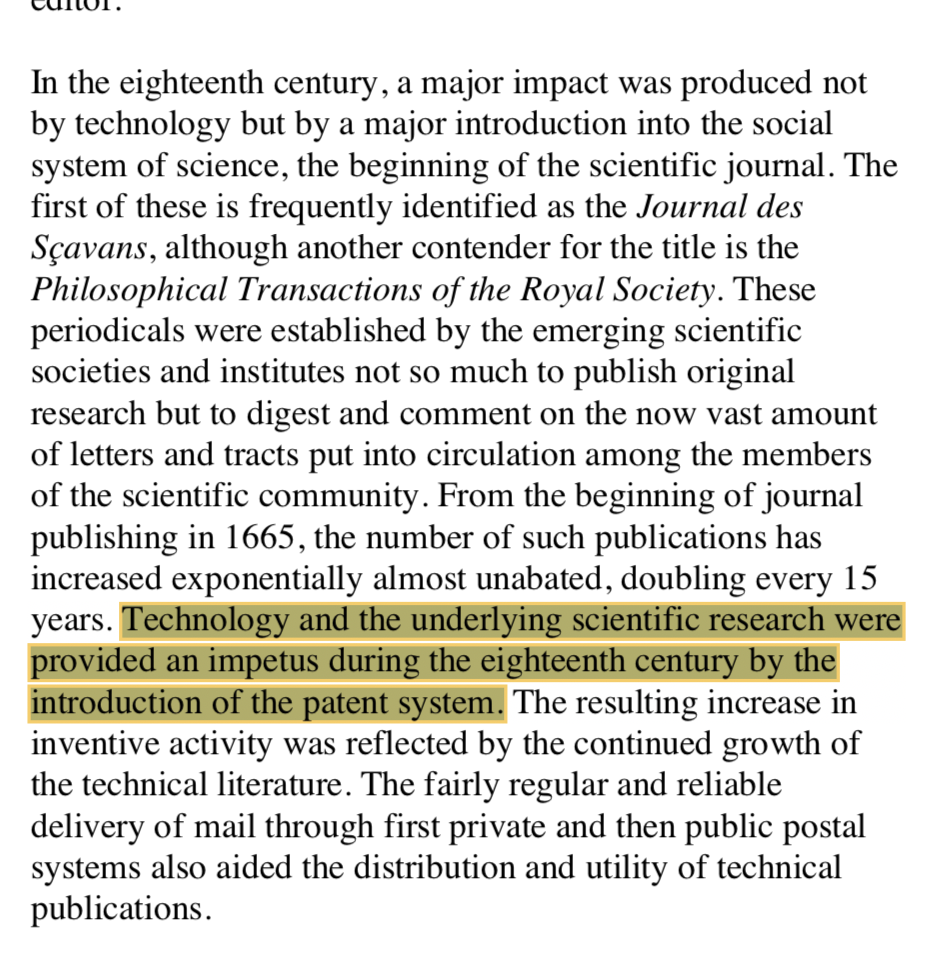 editor.
In the eighteenth century, a major impact was produced not
by technology but by a major introduction into the social
system of science, the beginning of the scientific journal. The
first of these is frequently identified as the Journal des
Sçavans, although another contender for the title is the
Philosophical Transactions of the Royal Society. These
periodicals were established by the emerging scientific
societies and institutes not so much to publish original
research but to digest and comment on the now vast amount
of letters and tracts put into circulation among the members
of the scientific community. From the beginning of journal
publishing in 1665, the number of such publications has
increased exponentially almost unabated, doubling every 15
years. Technology and the underlying scientific research were
provided an impetus during the eighteenth century by the
introduction of the patent system. The resulting increase in
inventive activity was reflected by the continued growth of
the technical literature. The fairly regular and reliable
delivery of mail through first private and then public postal
systems also aided the distribution and utility of technical
publications.